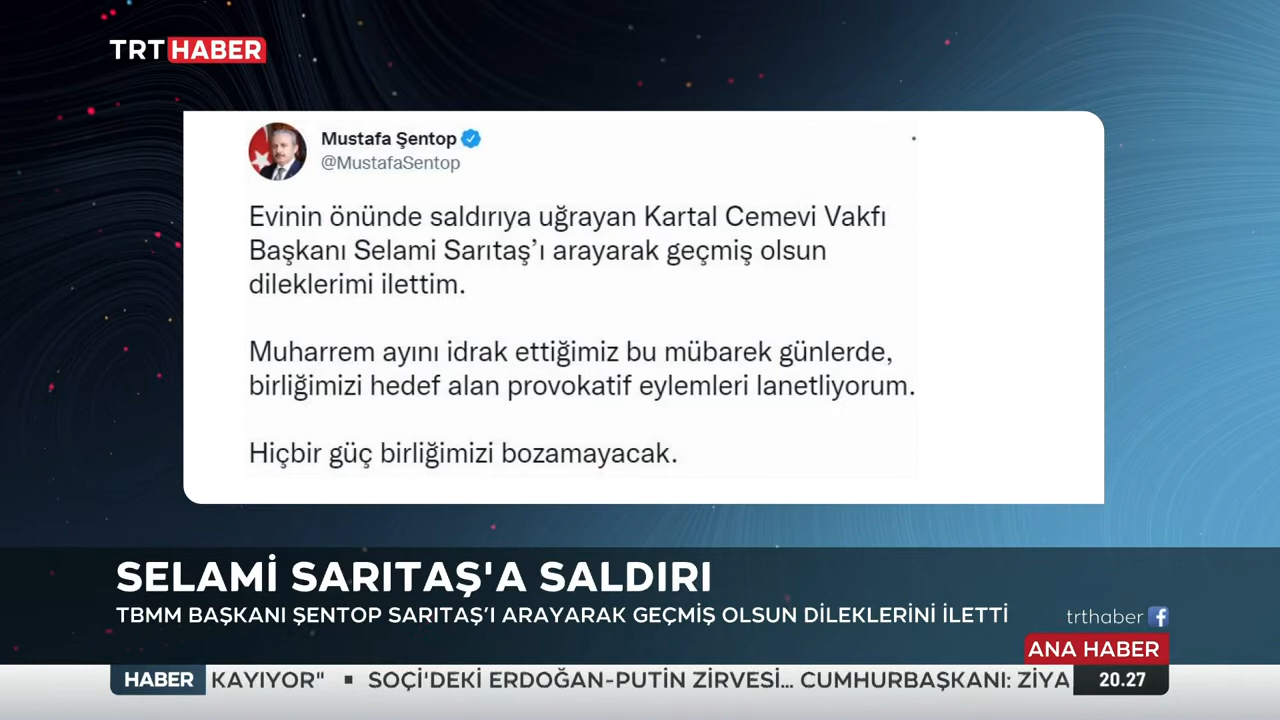 TRT HABER
Mustafa Şentop
@MustafaSentop
Evinin önünde saldırıya uğrayan Kartal Cemevi Vakfı
Başkanı Selami Sarıtaş’ı arayarak geçmiş olsun
dileklerimi ilettim.
Muharrem ayını idrak ettiğimiz bu mübarek günlerde,
birliğimizi hedef alan provokatif eylemleri lanetliyorum.
Hiçbir güç birliğimizi bozamayacak.
SELAMİ SARITAŞ'A SALDIRI
TBMM BAŞKANI ŞENTOP SARITAŞ’I ARAYARAK GEÇMİŞ OLSUN DİLEKLERİNİ İLETTİ
trthaber
ANA HABER
HABER KAYIYOR" ▪ SOÇİ'DEKİ ERDOĞAN-PUTİN ZİRVESİ... CUMHURBAŞKANI: ZİYA 20.27